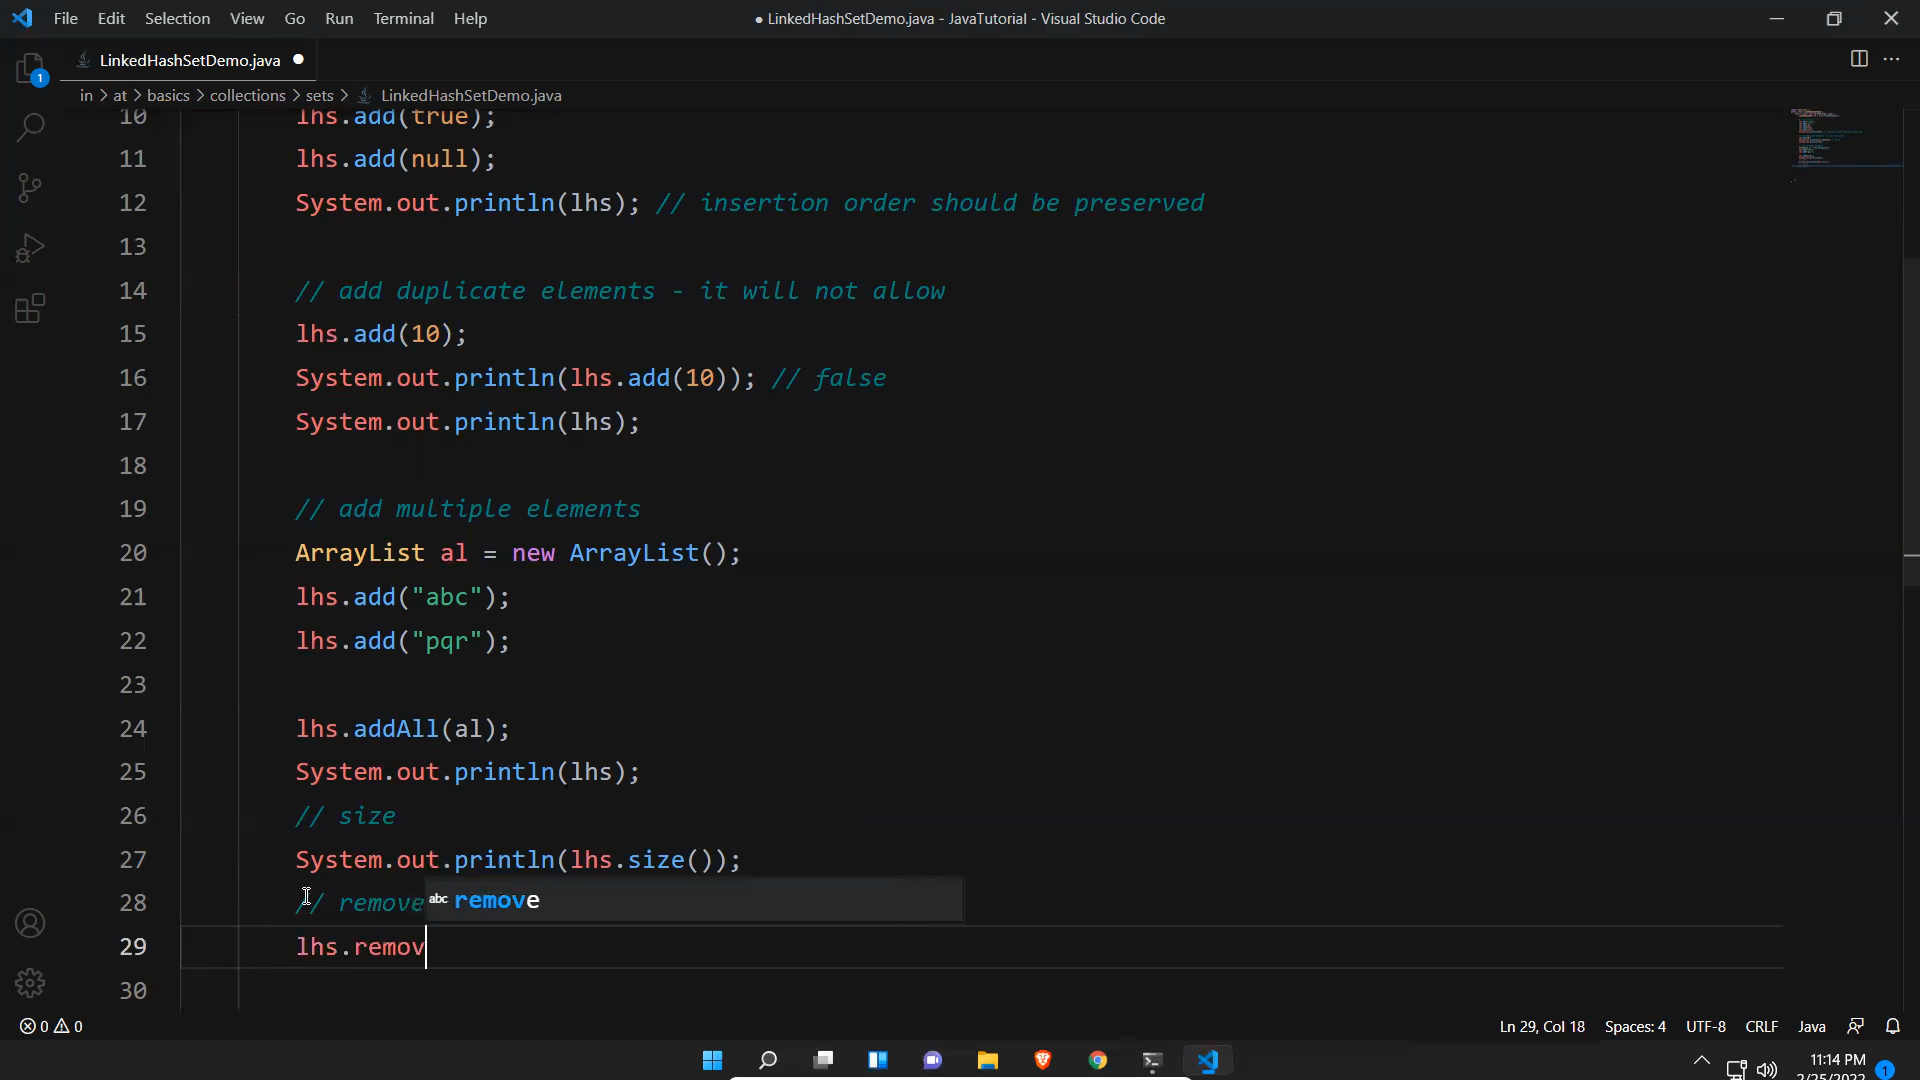 File Edit Selection View Go Run Terminal Help
● LinkedHashSetDemo.java - JavaTutorial - Visual Studio Code
LinkedHashSetDemo.java ●
1
in > at > basics > collections > sets > LinkedHashSetDemo.java
10 lhs.add(true);
11 lhs.add(null);
12 System.out.println(lhs); // insertion order should be preserved
13
14 // add duplicate elements - it will not allow
15 lhs.add(10);
16 System.out.println(lhs.add(10)); // false
17 System.out.println(lhs);
18
19 // add multiple elements
20 ArrayList al = new ArrayList();
21 lhs.add("abc");
22 lhs.add("pqr");
23
24 lhs.addAll(al);
25 System.out.println(lhs);
26 // size
27 System.out.println(lhs.size());
28 // remove abc remove
29 lhs.remov
30
0 0 Ln 29, Col 18 Spaces: 4 UTF-8 CRLF Java
11:14 PM
2/25/2022
1